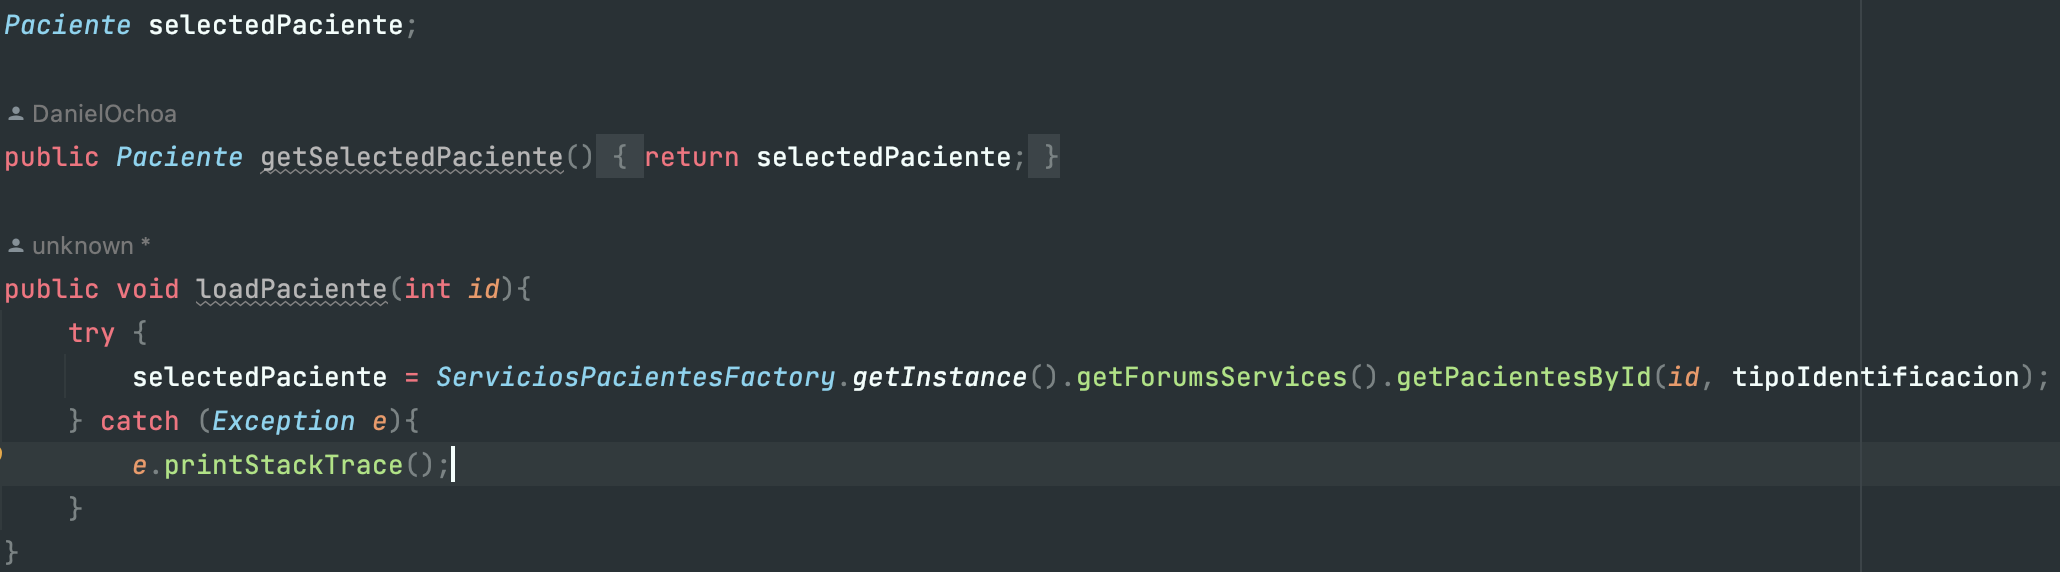 Paciente selectedPaciente;
DanielOchoa
public Paciente getSelectedPaciente() { return selectedPaciente; }
unknown *
public void loadPaciente(int id){
try {
selectedPaciente = ServiciosPacientesFactory.getInstance().getForumsServices().getPacientesById(id, tipoIdentificacion);
} catch (Exception e){
e.printStackTrace();
}
}